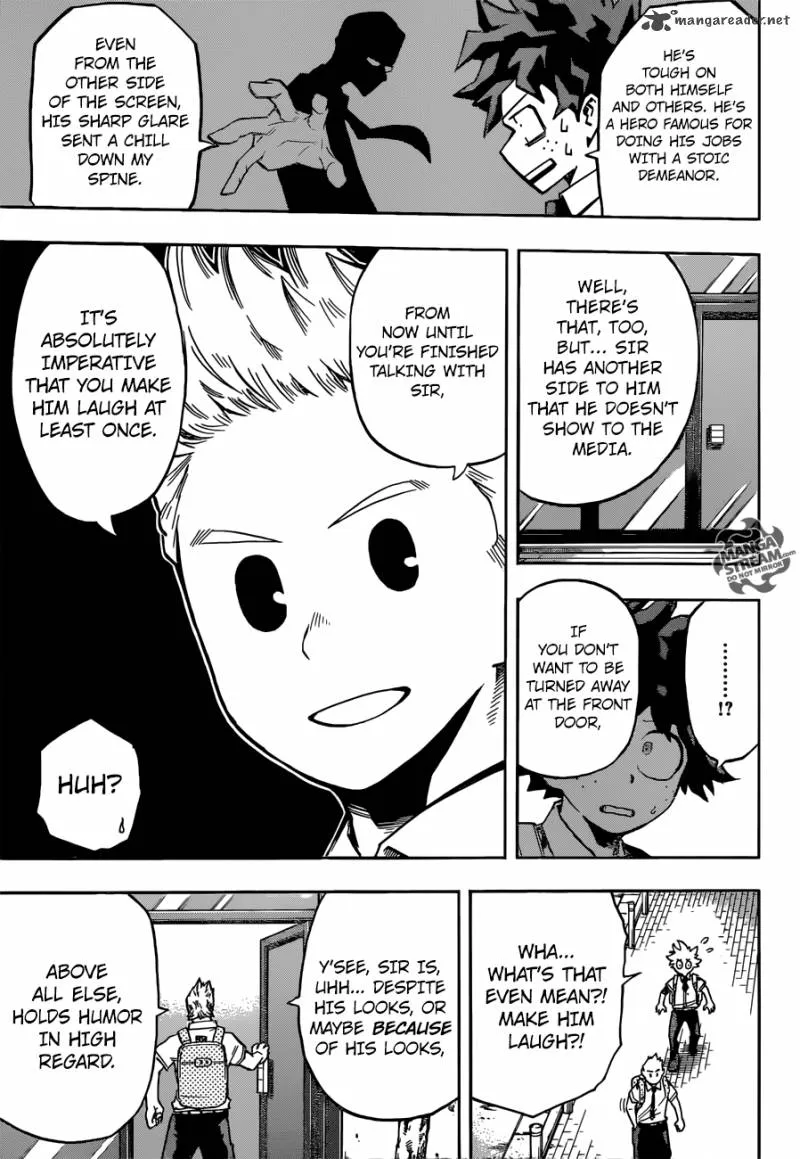 mangareader.net
HE'S
TOUGH ON
BOTH HIMSELF
AND OTHERS. HE'S
A HERO FAMOUS FOR
DOING HIS JOBS
WITH A STOIC
DEMEANOR.
EVEN
FROM THE
OTHER SIDE
OF THE SCREEN,
HIS SHARP GLARE
SENT A CHILL
DOWN MY
SPINE.
WELL,
THERE'S
THAT, TOO,
BUT... SIR
HAS ANOTHER
SIDE TO HIM
THAT HE DOESN'T
SHOW TO THE
MEDIA.
MANGA
STREAM.com
DO NOT MIRROR
.........!?
IF
YOU DON'T
WANT TO BE
TURNED AWAY
AT THE FRONT
DOOR,
FROM
NOW UNTIL
YOU'RE FINISHED
TALKING WITH
SIR,
IT'S
ABSOLUTELY
IMPERATIVE
THAT YOU MAKE
HIM LAUGH AT
LEAST ONCE.
HUH?
WHA...
WHAT'S THAT
EVEN MEAN?!
MAKE HIM
LAUGH?!
Y'SEE, SIR IS,
UHH... DESPITE
HIS LOOKS, OR
MAYBE BECAUSE
OF HIS LOOKS,
ABOVE
ALL ELSE,
HOLDS HUMOR
IN HIGH
REGARD.